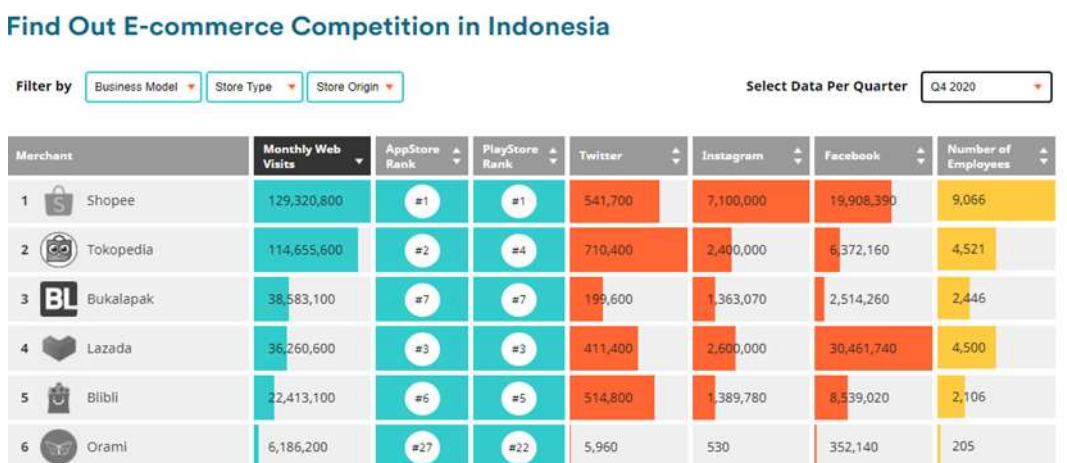 Find Out E-commerce Competition in Indonesia
Filter by Business Model Store Type Store Origin Select Data Per Quarter Q4 2020
Merchant Monthly Web Visits AppStore Rank PlayStore Rank Twitter Instagram Facebook Number of Employees
1 Shopee 129,320,800 #1 #1 541,700 7,100,000 19,908,390 9,066
2 Tokopedia 114,655,600 #2 #4 710,400 2,400,000 6,372,160 4,521
3 BL Bukalapak 38,583,100 #7 #7 199,600 1,363,070 2,514,260 2,446
4 Lazada 36,260,600 #3 #3 411,400 2,600,000 30,461,740 4,500
5 Blibli 22,413,100 #6 #5 514,800 1,389,780 8,539,020 2,106
6 Orami 6,186,200 #27 #22 5,960 530 352,140 205